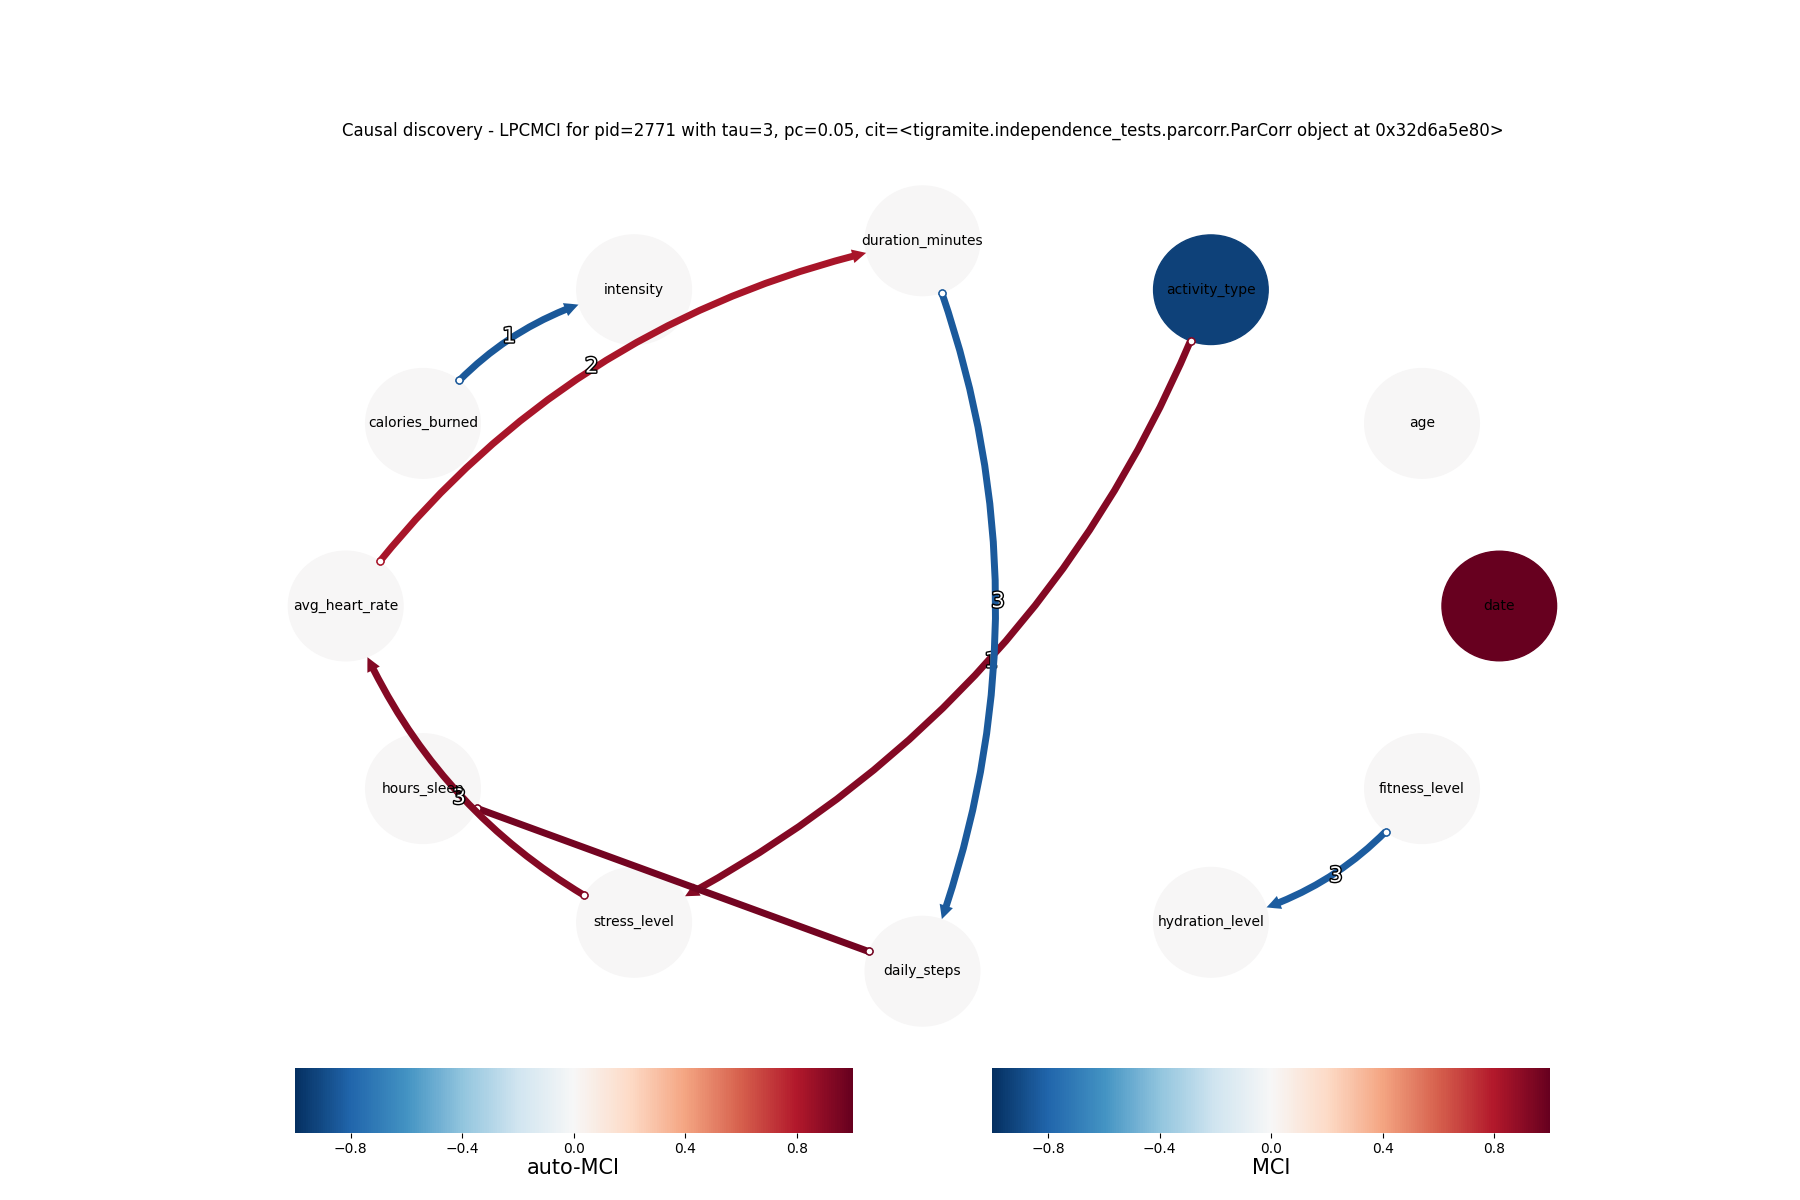 Causal discovery - LPCMCI for pid=2771 with tau=3, pc=0.05, cit=<tigramite.independence_tests.parcorr.ParCorr object at 0x32d6a5e80>
duration_minutes
intensity
activity_type
1
2
calories_burned
age
3
avg_heart_rate
date
hours_sleep
3
fitness_level
3
stress_level
hydration_level
daily_steps
−0.8 −0.4 0.0 0.4 0.8
auto-MCI
−0.8 −0.4 0.0 0.4 0.8
MCI